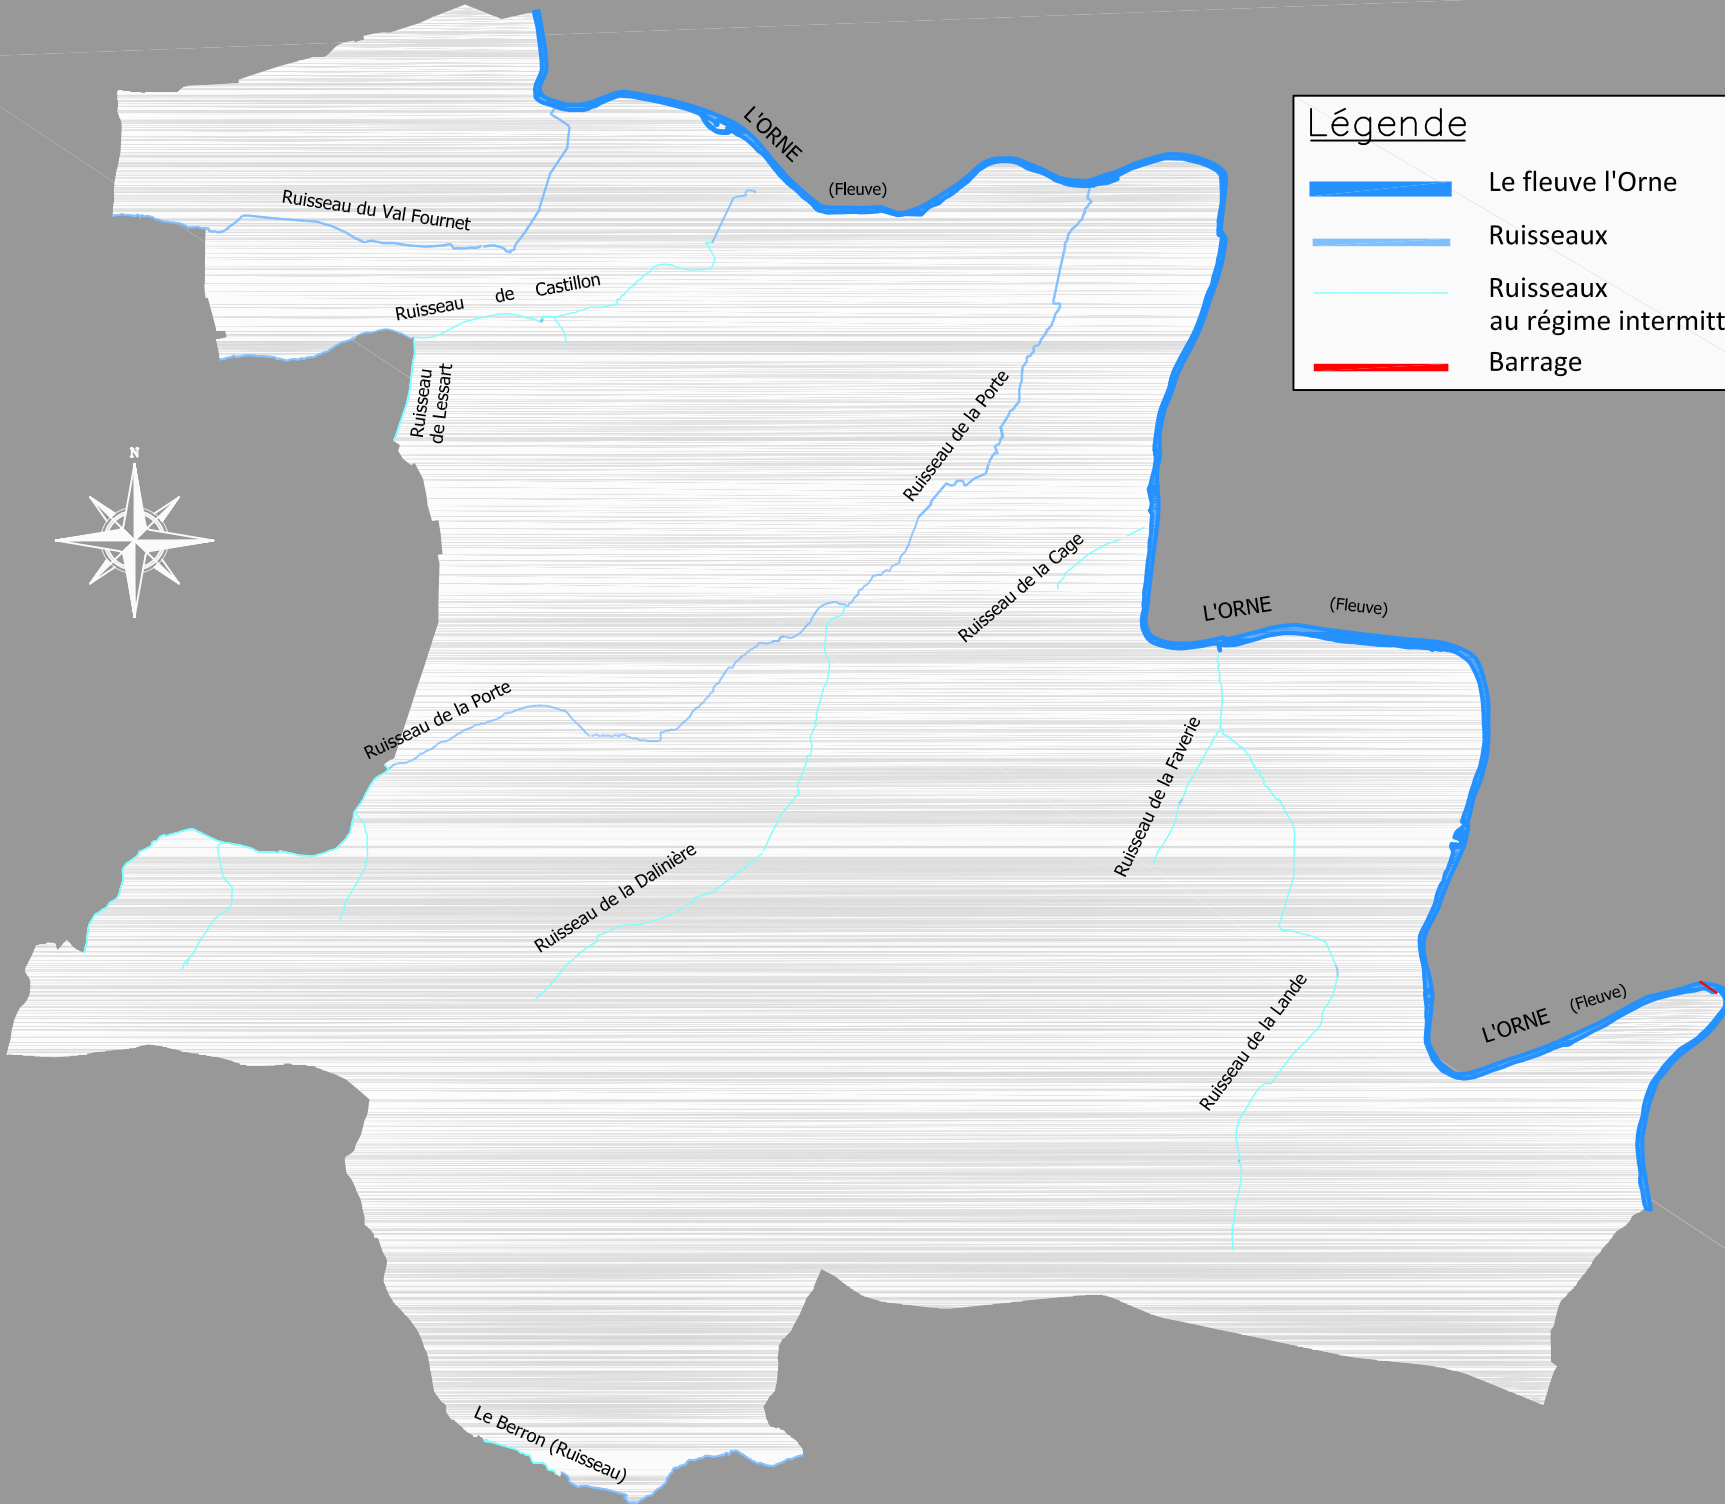 L'ORNE
(Fleuve)
Légende
Le fleuve l'Orne
Ruisseaux
Ruisseaux
au régime intermitt
Barrage
Ruisseau du Val Fournet
Ruisseau de Castillon
Ruisseau
de Lessart
Ruisseau de la Porte
N
Ruisseau de la Cage
L'ORNE
(Fleuve)
Ruisseau de la Porte
Ruisseau de la Faverie
Ruisseau de la Dalinière
Ruisseau de la Lande
L'ORNE
(Fleuve)
Le Berron (Ruisseau)